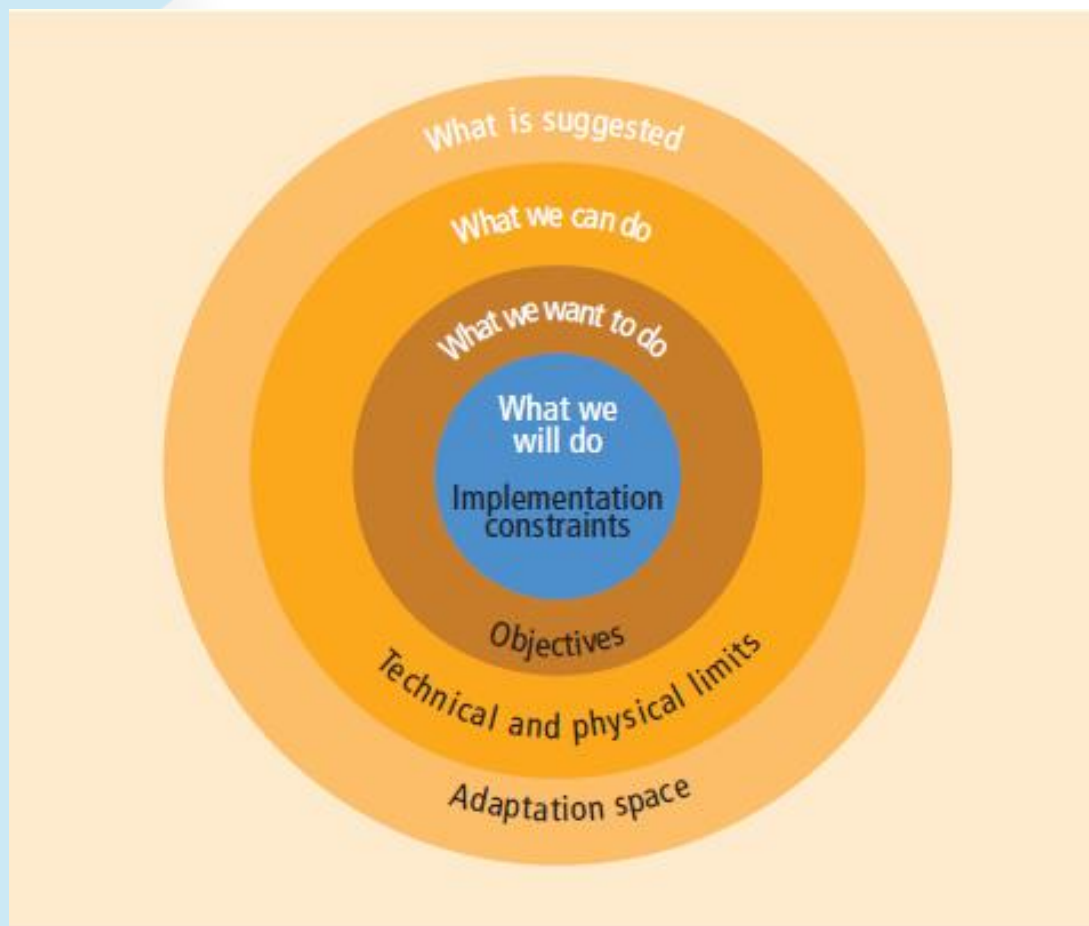 What is suggested
What we can do
What we want to do
What we
will do
Implementation
constraints
Objectives
Technical and physical limits
Adaptation space